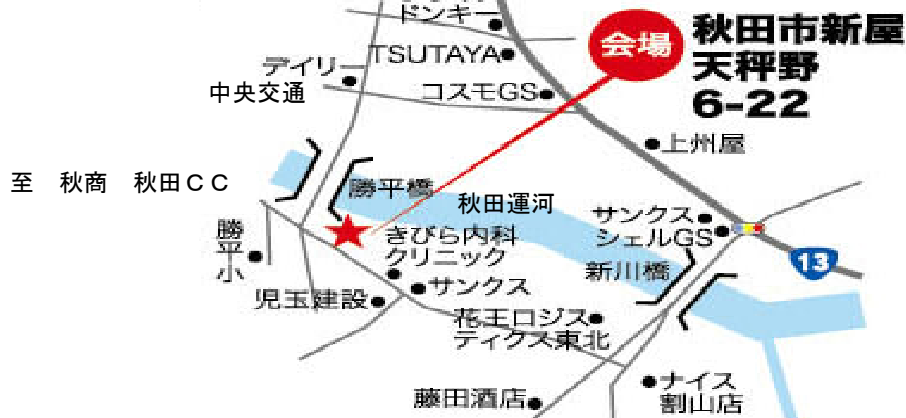 ドンキー
TSUTAYA
デイリー
中央交通
コスモGS
会場
秋田市新屋
天秤野
6-22
上州屋
至 秋商 秋田CC
勝平橋
秋田運河
勝平小
きびら内科
クリニック
サンクス
シェルGS
13
新川橋
サンクス
児玉建設
花王ロジス
ティクス東北
藤田酒店
ナイス
割山店